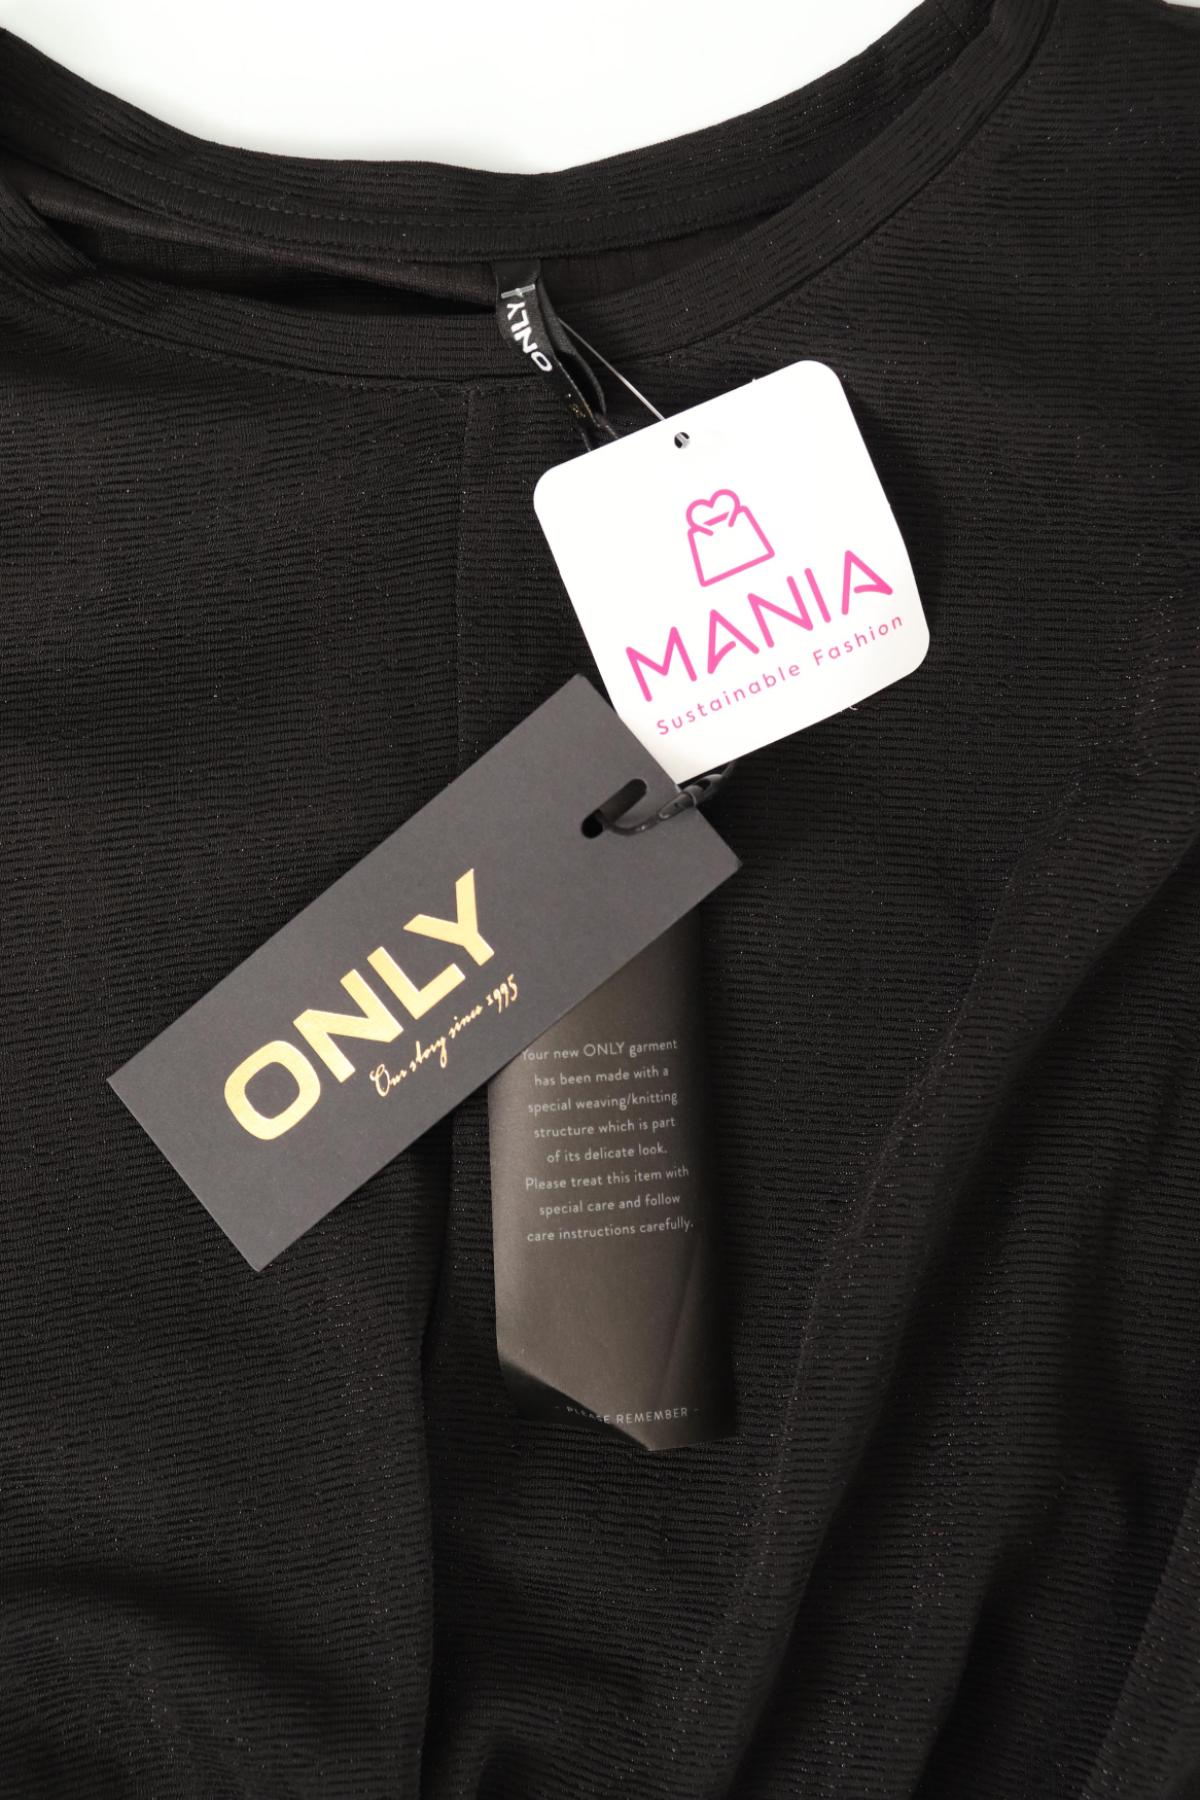 ONLY
MANIA
Sustainable Fashion
ONLY
Our story since 1995
Your new ONLY garment
has been made with a
special weaving/knitting
structure which is part
of its delicate look.
Please treat this item with
special care and follow
care instructions carefully.
- PLEASE REMEMBER -